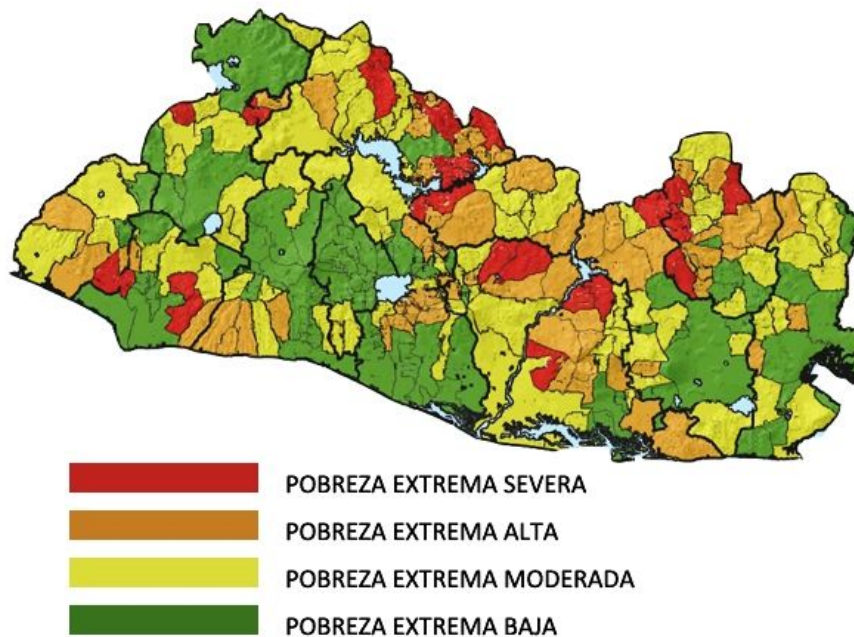 POBREZA EXTREMA SEVERA
POBREZA EXTREMA ALTA
POBREZA EXTREMA MODERADA
POBREZA EXTREMA BAJA